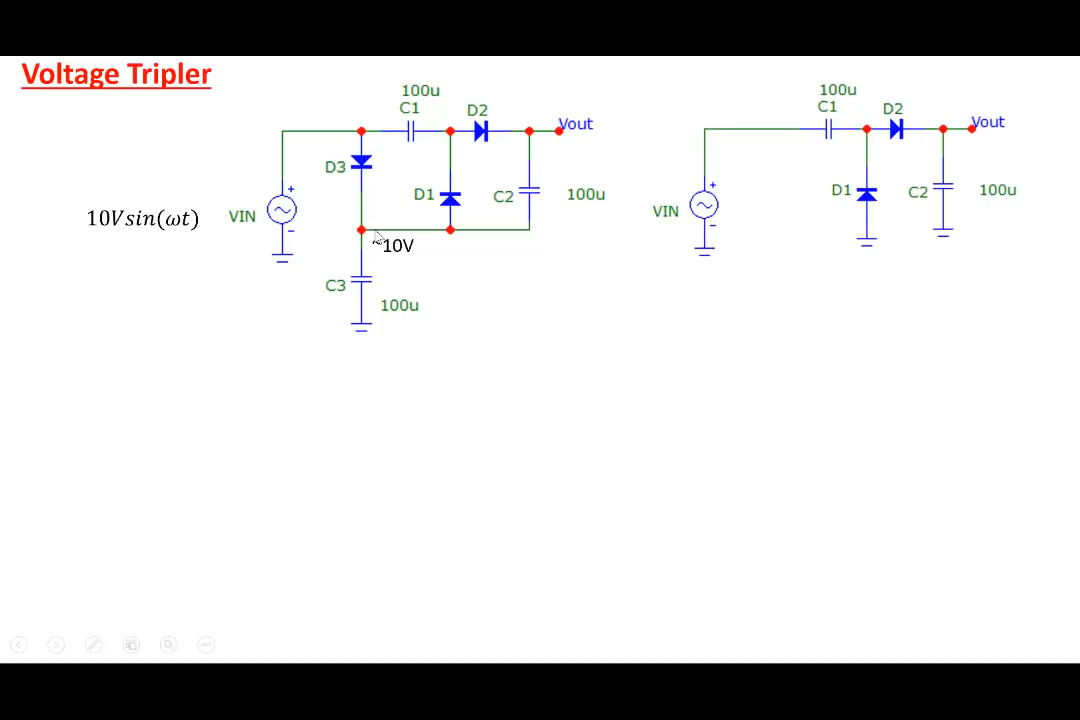 Voltage Tripler
100u
C1
D2
Vout
D3
D1
C2
100u
10Vsin(ωt)
VIN
+
−
10V
C3
100u
100u
C1
D2
Vout
D1
C2
100u
VIN
+
−